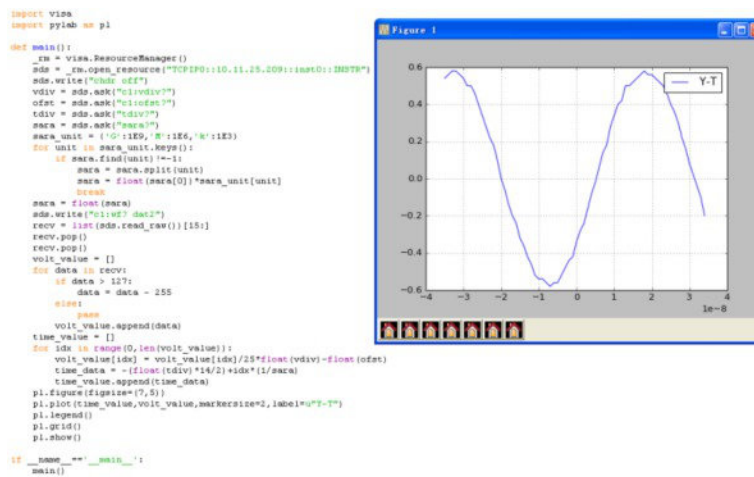 import visa
import pylab as pl
def main():
_rm = visa.ResourceManager()
sds = _rm.open_resource("TCPIP0::10.11.25.209::inst0::INSTR")
sds.write("chdr off")
vdiv = sds.ask("c1:vdiv?")
ofst = sds.ask("c1:ofst?")
tdiv = sds.ask("tdiv?")
sara = sds.ask("sara?")
sara_unit = {'G':1E9,'M':1E6,'k':1E3}
for unit in sara_unit.keys():
if sara.find(unit)!=-1:
sara = sara.split(unit)
sara = float(sara[0])*sara_unit[unit]
break
sara = float(sara)
sds.write("c1:wf? dat2")
recv = list(sds.read_raw())[15:]
recv.pop()
recv.pop()
volt_value = []
for data in recv:
if data > 127:
data = data - 255
else:
pass
volt_value.append(data)
time_value = []
for idx in range(0,len(volt_value)):
volt_value[idx] = volt_value[idx]/25*float(vdiv)-float(ofst)
time_data = -(float(tdiv)*14/2)+idx*(1/sara)
time_value.append(time_data)
pl.figure(figsize=(7,5))
pl.plot(time_value,volt_value,markersize=2,label=u"Y-T")
pl.legend()
pl.grid()
pl.show()
if __name__=='__main__':
main()
Figure 1
Y-T
0.6
0.4
0.2
0.0
-0.2
-0.4
-0.6
-4 -3 -2 -1 0 1 2 3 4
1e-8